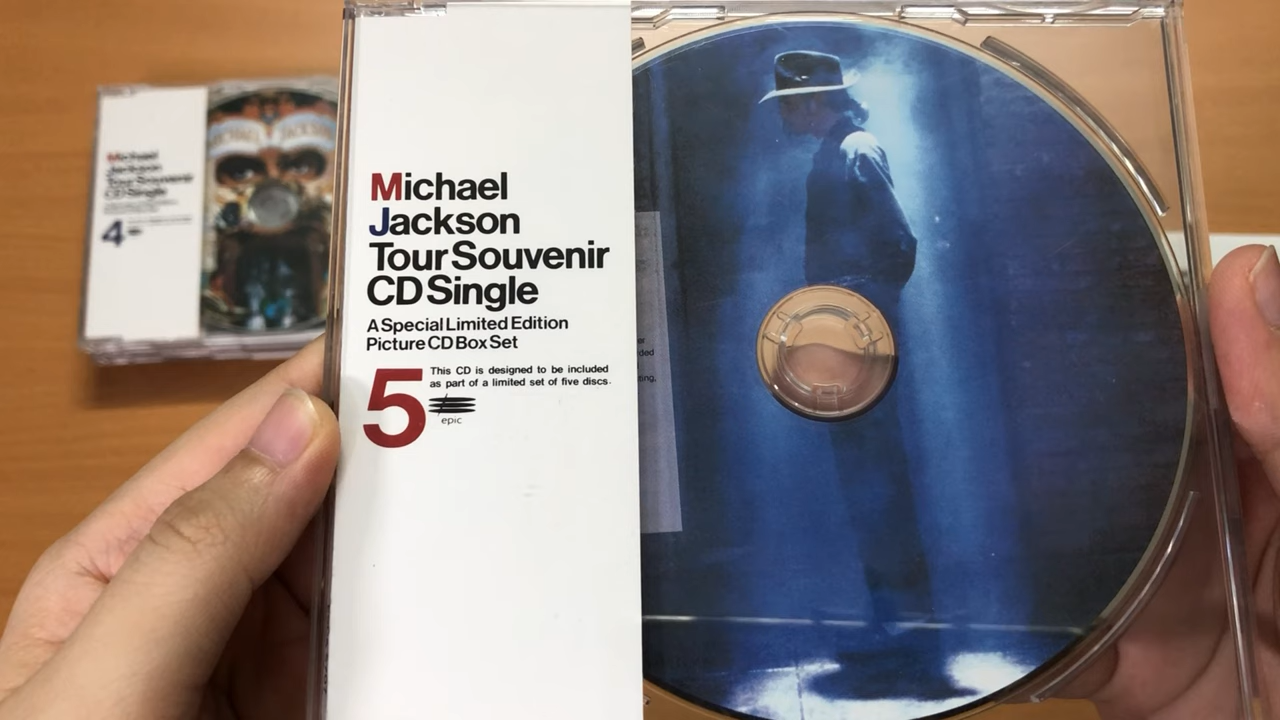 Michael
Jackson
Tour Souvenir
CD Single
A Special Limited Edition
Picture CD Box Set
5
This CD is designed to be included
as part of a limited set of five discs.
epic
Michael
Jackson
Tour Souvenir
CD Single
4